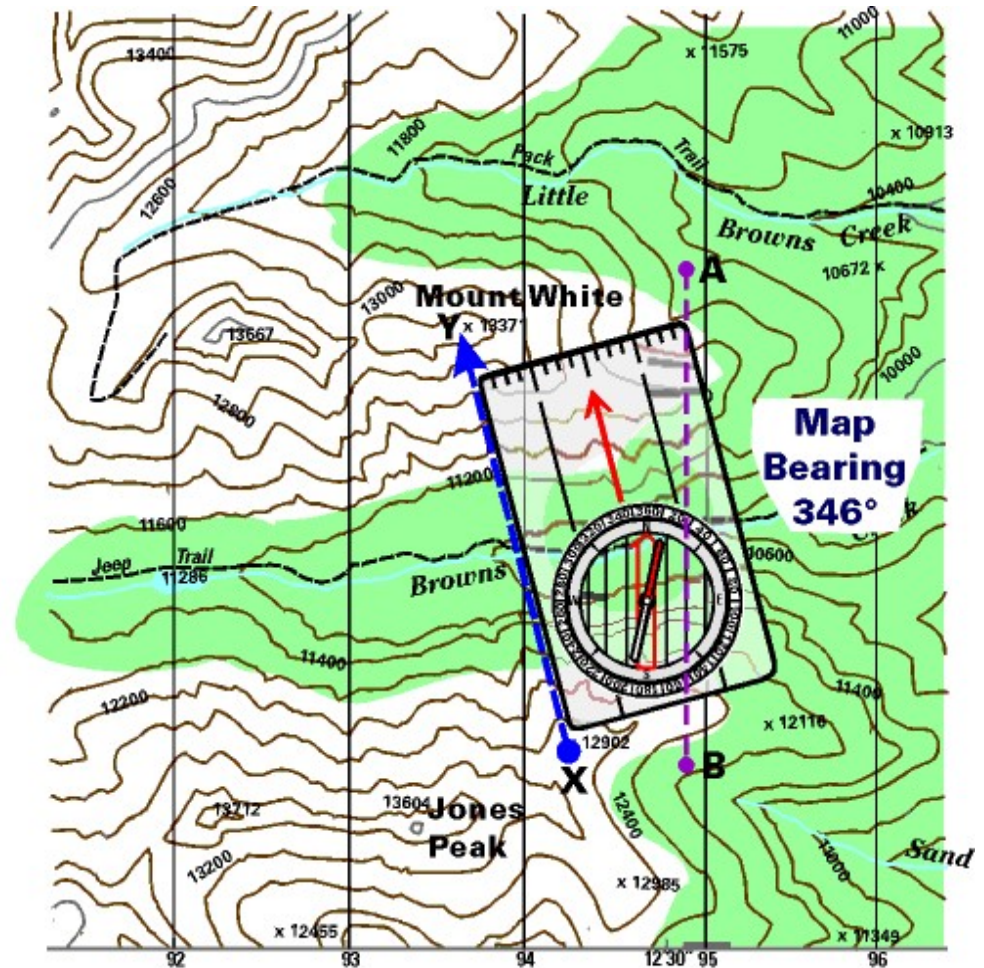 11000
x 11575
13400
x 10913
11800
Pack
Trail
12600
Little
10400
Browns Creek
10672 x
13000
Mount White
Y x 1337
A
13667
10000
12800
Map
Bearing
346°
11200
11600
Jeep Trail
11286
Browns
10600
N
E
S
11400
11400
12200
x 12116
12902
X
B
13712
13604
Jones
Peak
12400
13200
11000
Sand
x 12985
x 12455
x 11349
92
93
94
12'30"
95
96